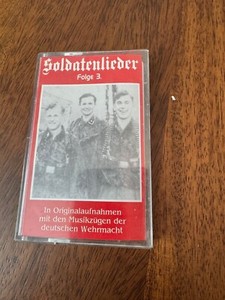 Soldatenlieder
Folge 3.
In Originalaufnahmen
mit den Musikzügen der
deutschen Wehrmacht